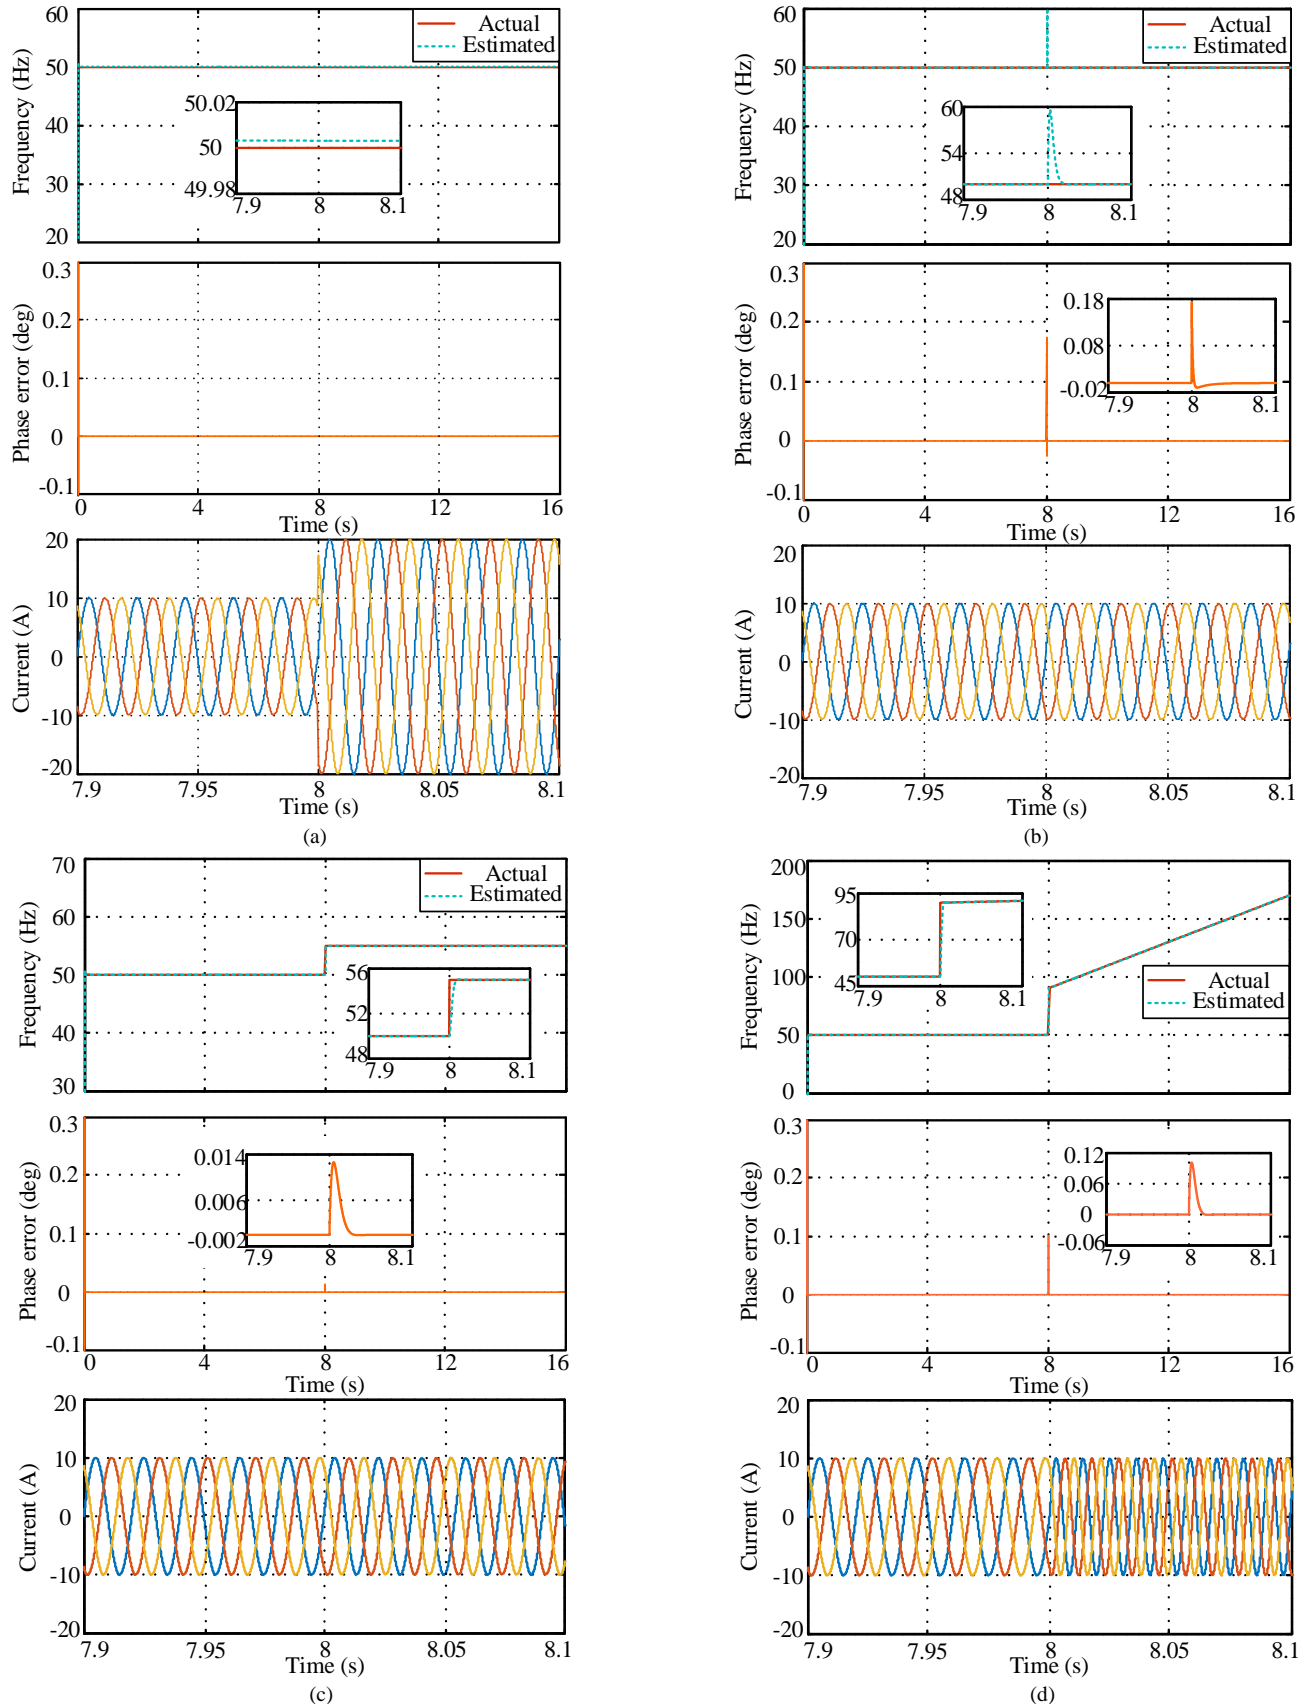 60
50
40
30
20
Frequency (Hz)
Actual
Estimated
50.02
50
49.98
7.9 8 8.1
0.3
0.2
0.1
0
-0.1
Phase error (deg)
0 4 8 12 16
Time (s)
20
10
0
-10
-20
Current (A)
7.9 7.95 8 8.05 8.1
Time (s)
(a)
60
50
40
30
20
Frequency (Hz)
Actual
Estimated
60
54
48
7.9 8 8.1
0.3
0.2
0.1
0
-0.1
Phase error (deg)
0.18
0.08
-0.02
7.9 8 8.1
0 4 8 12 16
Time (s)
20
10
0
-10
-20
Current (A)
7.9 7.95 8 8.05 8.1
Time (s)
(b)
70
60
50
40
30
Frequency (Hz)
Actual
Estimated
56
52
48
7.9 8 8.1
0.3
0.2
0.1
0
-0.1
Phase error (deg)
0.014
0.006
-0.002
7.9 8 8.1
0 4 8 12 16
Time (s)
20
10
0
-10
-20
Current (A)
7.9 7.95 8 8.05 8.1
Time (s)
(c)
200
150
100
50
0
Frequency (Hz)
95
70
45
7.9 8 8.1
Actual
Estimated
0.3
0.2
0.1
0
-0.1
Phase error (deg)
0.12
0.06
0
-0.06
7.9 8 8.1
0 4 8 12 16
Time (s)
20
10
0
-10
-20
Current (A)
7.9 7.95 8 8.05 8.1
Time (s)
(d)